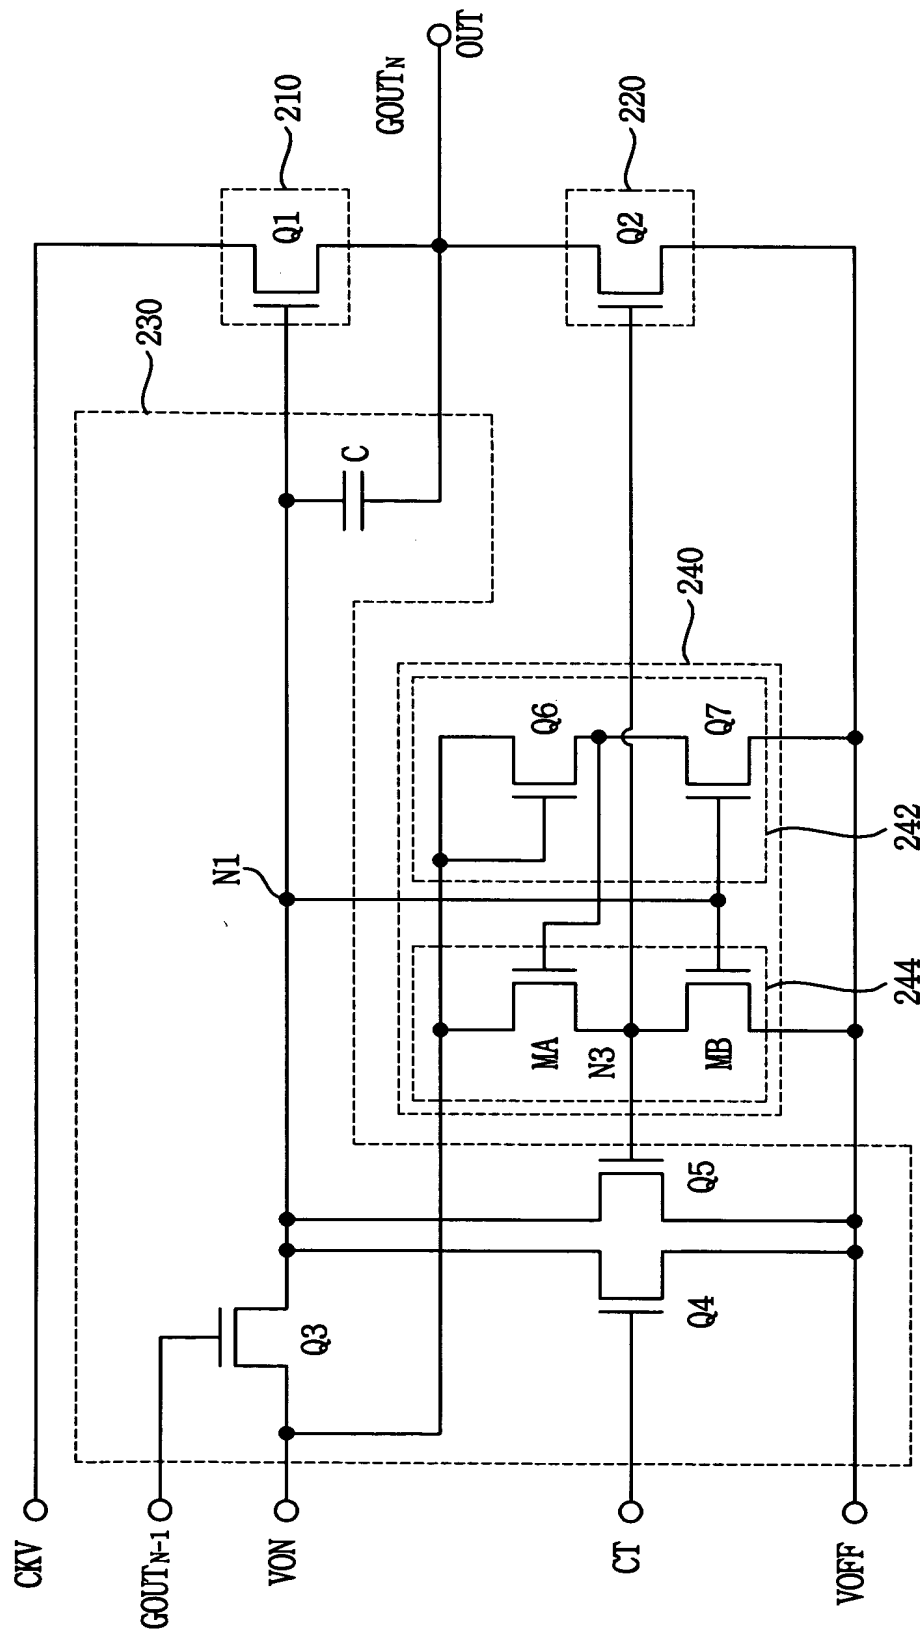 CKV
GOUTN-1
VON
CT
VOFF
230
210
220
240
242
244
Q1
Q2
Q3
Q4
Q5
Q6
Q7
MA
MB
N1
N3
C
GOUTN
OUT